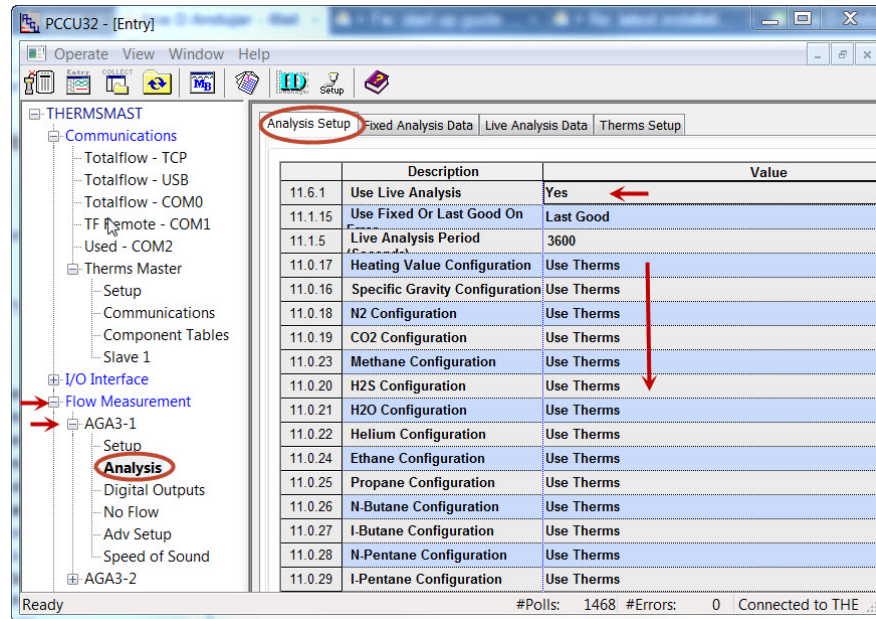 PCCU32 - [Entry]
Operate View Window Help
Entry
COLLECT
MB
Setup
THERMSMAST
Communications
Totalflow - TCP
Totalflow - USB
Totalflow - COM0
TF Remote - COM1
Used - COM2
Therms Master
Setup
Communications
Component Tables
Slave 1
I/O Interface
Flow Measurement
AGA3-1
Setup
Analysis
Digital Outputs
No Flow
Adv Setup
Speed of Sound
AGA3-2
Analysis Setup Fixed Analysis Data Live Analysis Data Therms Setup
Description Value
11.6.1 Use Live Analysis Yes
11.1.15 Use Fixed Or Last Good On Last Good
11.1.5 Live Analysis Period 3600
11.0.17 Heating Value Configuration Use Therms
11.0.16 Specific Gravity Configuration Use Therms
11.0.18 N2 Configuration Use Therms
11.0.19 CO2 Configuration Use Therms
11.0.23 Methane Configuration Use Therms
11.0.20 H2S Configuration Use Therms
11.0.21 H2O Configuration Use Therms
11.0.22 Helium Configuration Use Therms
11.0.24 Ethane Configuration Use Therms
11.0.25 Propane Configuration Use Therms
11.0.26 N-Butane Configuration Use Therms
11.0.27 I-Butane Configuration Use Therms
11.0.28 N-Pentane Configuration Use Therms
11.0.29 I-Pentane Configuration Use Therms
Ready #Polls: 1468 #Errors: 0 Connected to THE